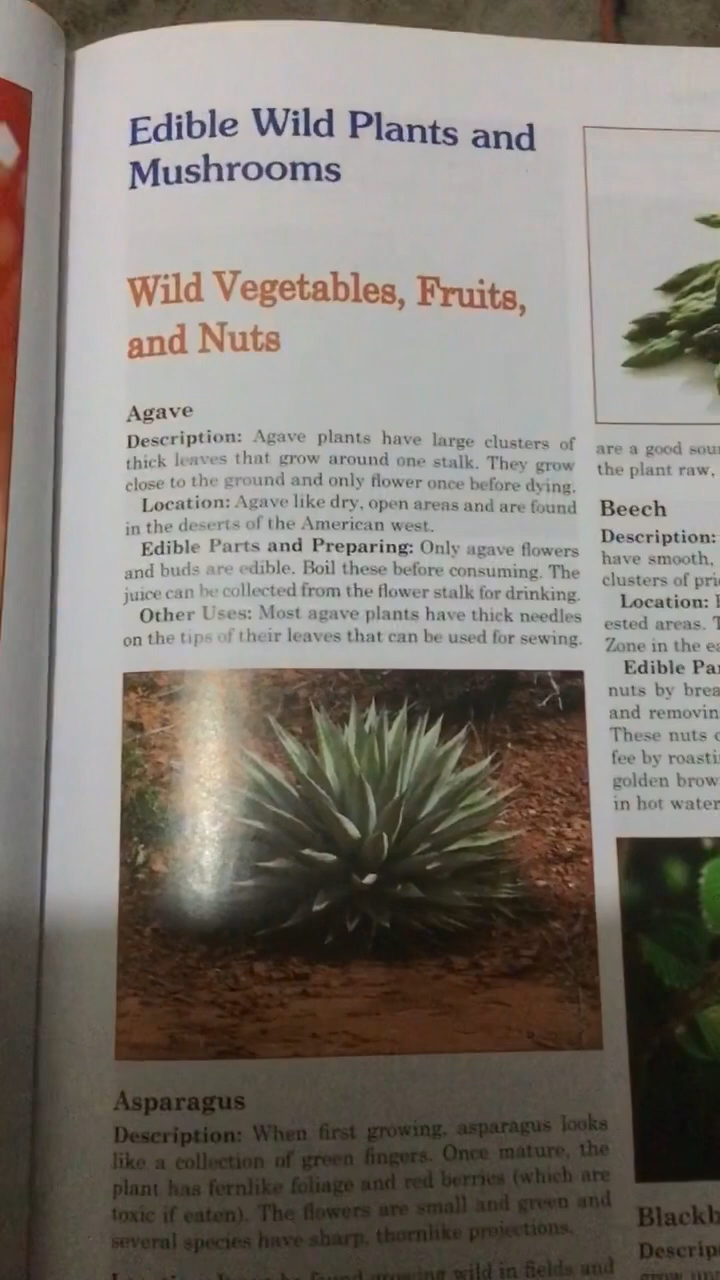 Edible Wild Plants and
Mushrooms
Wild Vegetables, Fruits,
and Nuts
Agave
Description: Agave plants have large clusters of
thick leaves that grow around one stalk. They grow
close to the ground and only flower once before dying.
Location: Agave like dry, open areas and are found
in the deserts of the American west.
Edible Parts and Preparing: Only agave flowers
and buds are edible. Boil these before consuming. The
juice can be collected from the flower stalk for drinking.
Other Uses: Most agave plants have thick needles
on the tips of their leaves that can be used for sewing.
Asparagus
Description: When first growing, asparagus looks
like a collection of green fingers. Once mature, the
plant has fernlike foliage and red berries (which are
toxic if eaten). The flowers are small and green and
several species have sharp, thornlike projections.
found growing wild in fields and
are a good
the plant raw,
Beech
Description:
have smooth,
clusters of
Location:
ested areas.
Zone in the
Edible
nuts by
and
These nuts
fee by
golden
in hot water